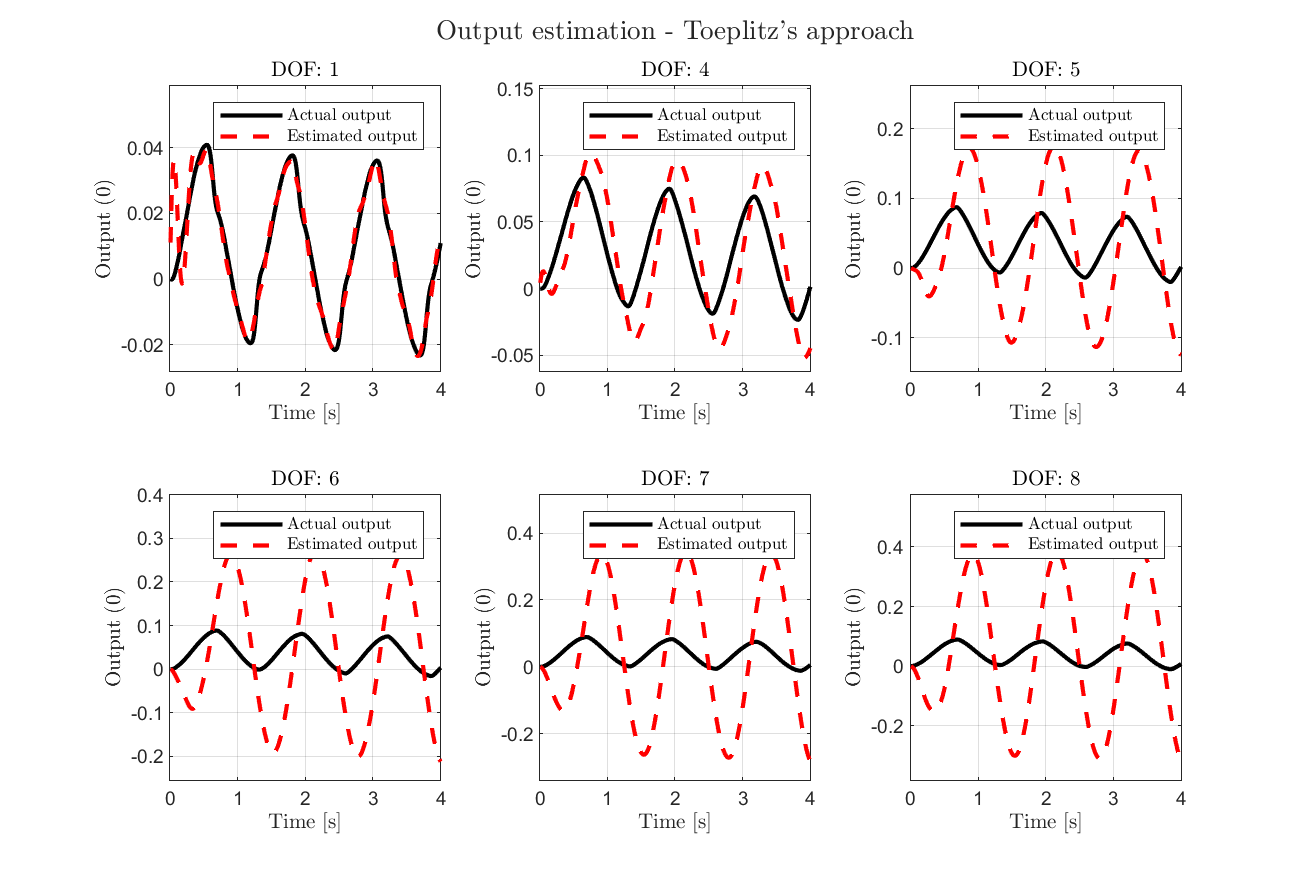 Output estimation - Toeplitz's approach
DOF: 1
Actual output
Estimated output
0.04
0.02
0
-0.02
Output (0)
0 1 2 3 4
Time [s]
DOF: 4
Actual output
Estimated output
0.15
0.1
0.05
0
-0.05
Output (0)
0 1 2 3 4
Time [s]
DOF: 5
Actual output
Estimated output
0.2
0.1
0
-0.1
Output (0)
0 1 2 3 4
Time [s]
DOF: 6
Actual output
Estimated output
0.4
0.3
0.2
0.1
0
-0.1
-0.2
Output (0)
0 1 2 3 4
Time [s]
DOF: 7
Actual output
Estimated output
0.4
0.2
0
-0.2
Output (0)
0 1 2 3 4
Time [s]
DOF: 8
Actual output
Estimated output
0.4
0.2
0
-0.2
Output (0)
0 1 2 3 4
Time [s]